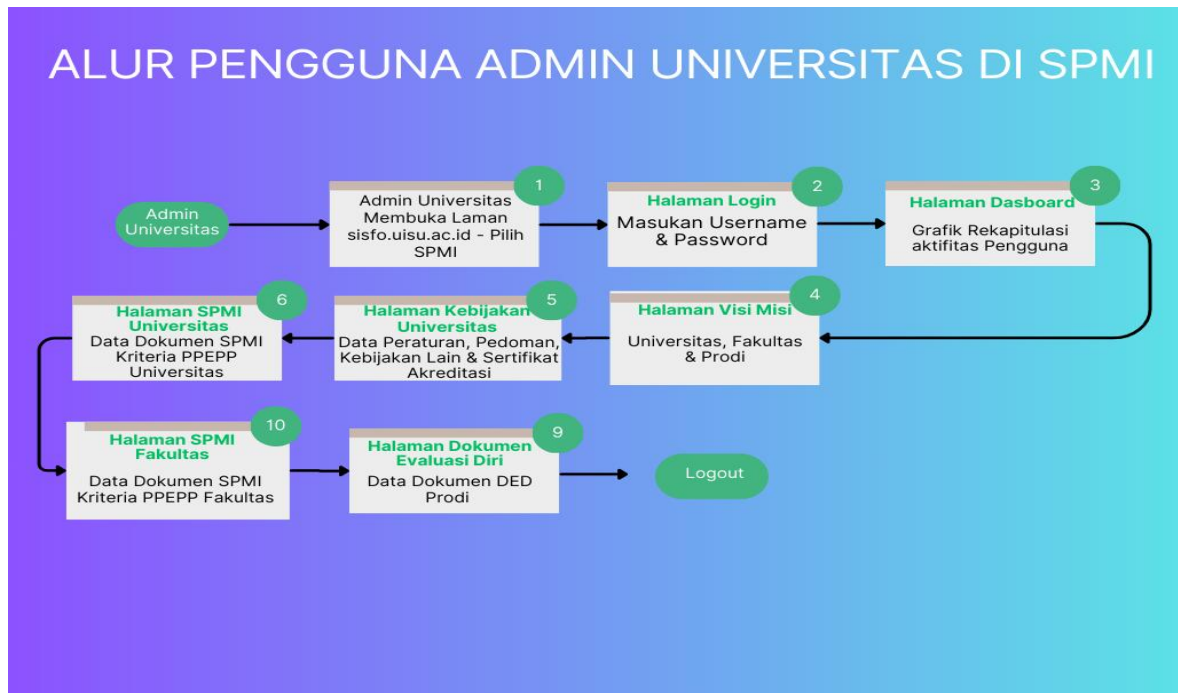 ALUR PENGGUNA ADMIN UNIVERSITAS DI SPMI
Admin
Universitas
1
Admin Universitas
Membuka Laman
sisfo.uisu.ac.id - Pilih
SPMI
2
Halaman Login
Masukan Username
& Password
3
Halaman Dasboard
Grafik Rekapitulasi
aktifitas Pengguna
4
Halaman Visi Misi
Universitas, Fakultas
& Prodi
5
Halaman Kebijakan
Universitas
Data Peraturan, Pedoman,
Kebijakan Lain & Sertifikat
Akreditasi
6
Halaman SPMI
Universitas
Data Dokumen SPMI
Kriteria PPEPP
Universitas
10
Halaman SPMI
Fakultas
Data Dokumen SPMI
Kriteria PPEPP Fakultas
9
Halaman Dokumen
Evaluasi Diri
Data Dokumen DED
Prodi
Logout